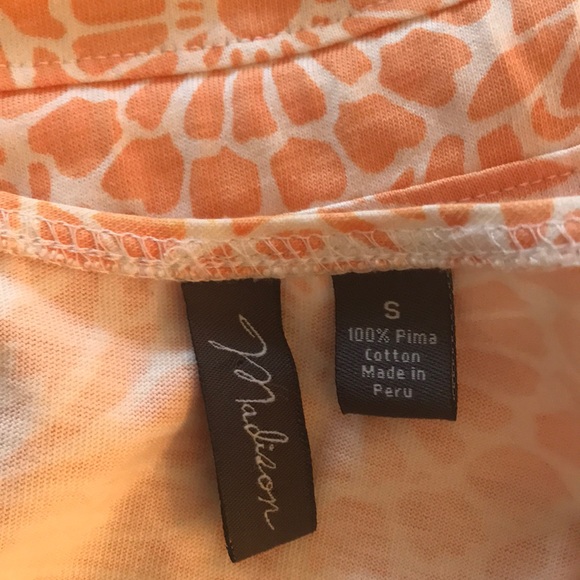 Madison
S
100% Pima
Cotton
Made in
Peru